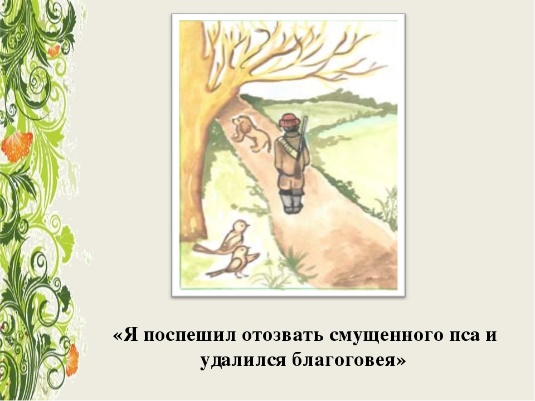 «Я поспешил отозвать смущенного пса и
удалился благоговея»